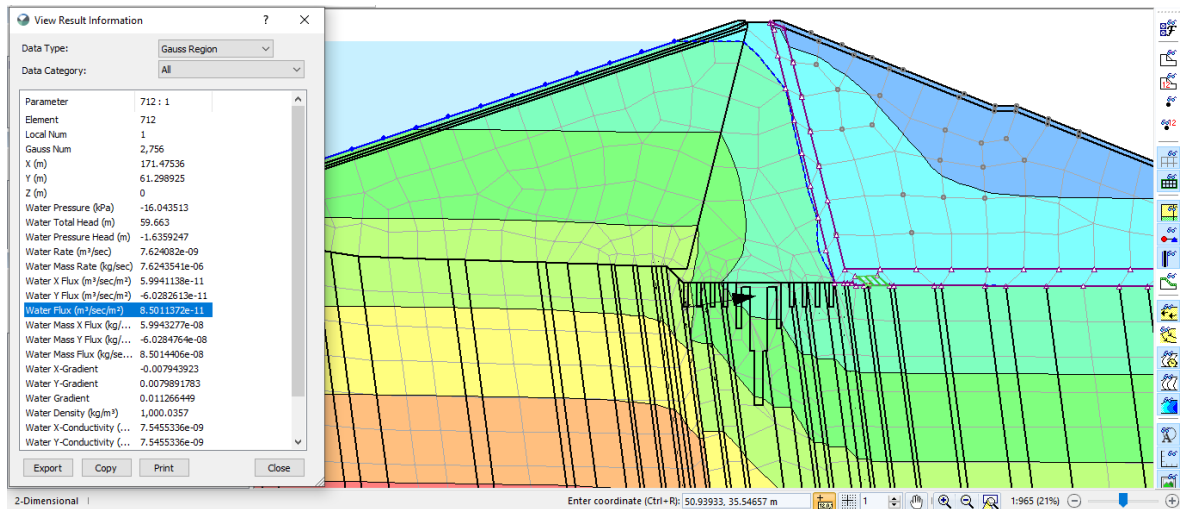 View Result Information ? ×
Data Type: Gauss Region
Data Category: All
Parameter 712 : 1
Element 712
Local Num 1
Gauss Num 2,756
X (m) 171.47536
Y (m) 61.298925
Z (m) 0
Water Pressure (kPa) -16.043513
Water Total Head (m) 59.663
Water Pressure Head (m) -1.6359247
Water Rate (m³/sec) 7.624082e-09
Water Mass Rate (kg/sec) 7.6243541e-06
Water X Flux (m³/sec/m²) 5.9941138e-11
Water Y Flux (m³/sec/m²) -6.0282613e-11
Water Flux (m³/sec/m²) 8.5011372e-11
Water Mass X Flux (kg/... 5.9943277e-08
Water Mass Y Flux (kg/... -6.0284764e-08
Water Mass Flux (kg/se... 8.5014406e-08
Water X-Gradient -0.007943923
Water Y-Gradient 0.0079891783
Water Gradient 0.011266449
Water Density (kg/m³) 1,000.0357
Water X-Conductivity (... 7.5455336e-09
Water Y-Conductivity (... 7.5455336e-09
Export Copy Print Close
2-Dimensional
Enter coordinate (Ctrl+R): 50.93933, 35.54657 m 1 1:965 (21%)